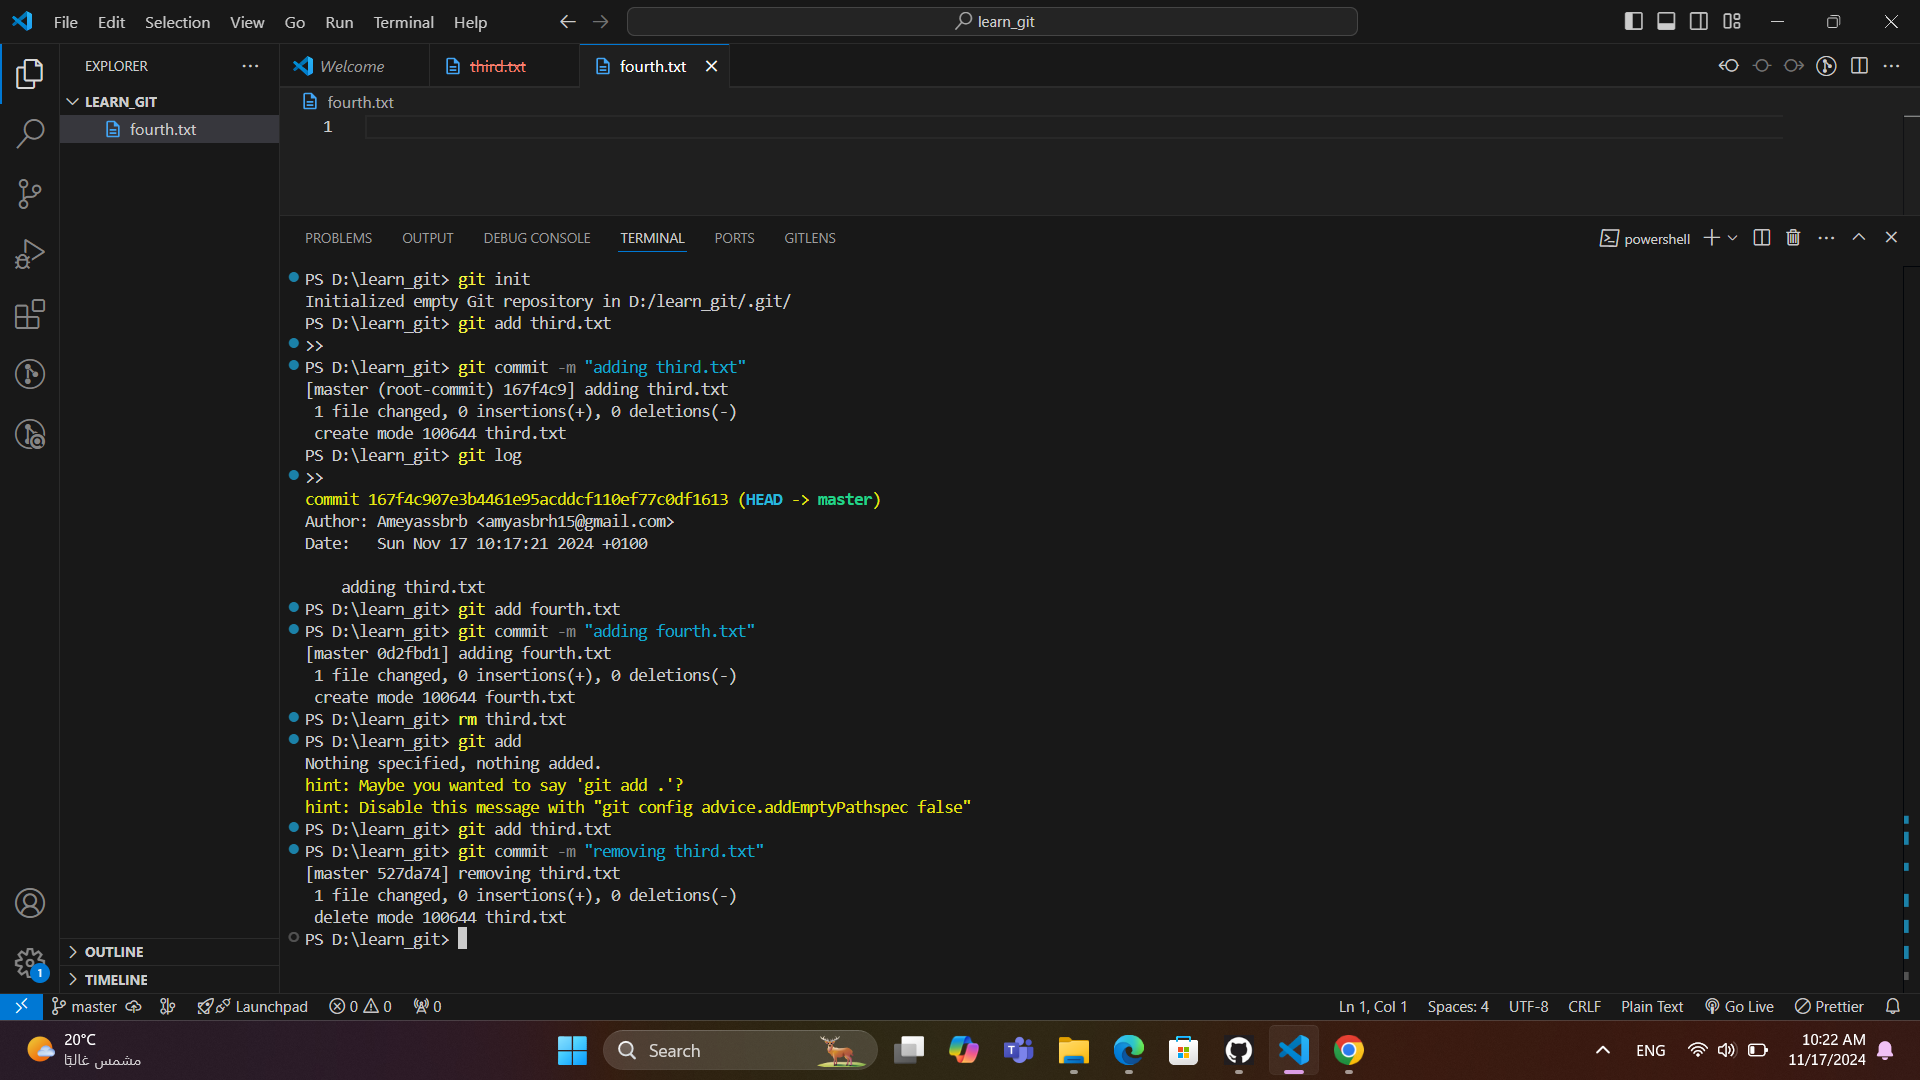 File Edit Selection View Go Run Terminal Help
learn_git
EXPLORER
Welcome
third.txt
fourth.txt
LEARN_GIT
fourth.txt
fourth.txt
1
PROBLEMS OUTPUT DEBUG CONSOLE TERMINAL PORTS GITLENS
powershell
PS D:\learn_git> git init
Initialized empty Git repository in D:/learn_git/.git/
PS D:\learn_git> git add third.txt
>>
PS D:\learn_git> git commit -m "adding third.txt"
[master (root-commit) 167f4c9] adding third.txt
1 file changed, 0 insertions(+), 0 deletions(-)
create mode 100644 third.txt
PS D:\learn_git> git log
>>
commit 167f4c907e3b4461e95acddcf110ef77c0df1613 (HEAD -> master)
Author: Ameyassbrb <amyasbrh15@gmail.com>
Date:   Sun Nov 17 10:17:21 2024 +0100
adding third.txt
PS D:\learn_git> git add fourth.txt
PS D:\learn_git> git commit -m "adding fourth.txt"
[master 0d2fbd1] adding fourth.txt
1 file changed, 0 insertions(+), 0 deletions(-)
create mode 100644 fourth.txt
PS D:\learn_git> rm third.txt
PS D:\learn_git> git add
Nothing specified, nothing added.
hint: Maybe you wanted to say 'git add .'?
hint: Disable this message with "git config advice.addEmptyPathspec false"
PS D:\learn_git> git add third.txt
PS D:\learn_git> git commit -m "removing third.txt"
[master 527da74] removing third.txt
1 file changed, 0 insertions(+), 0 deletions(-)
delete mode 100644 third.txt
PS D:\learn_git>
OUTLINE
TIMELINE
1
master Launchpad 0 0 0
Ln 1, Col 1 Spaces: 4 UTF-8 CRLF Plain Text Go Live Prettier
20°C
مشمس غالبًا
Search
ENG
10:22 AM
11/17/2024